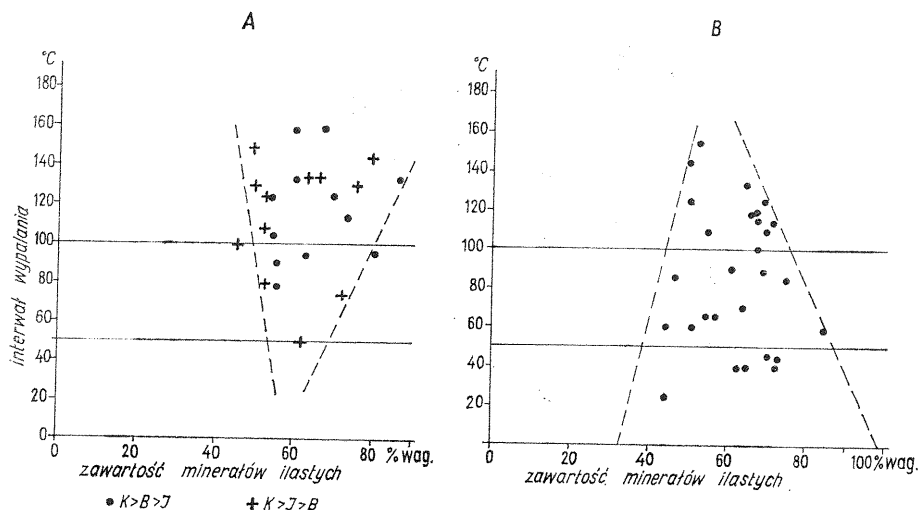 A
B
°C
180
160
140
120
100
80
60
40
20
0
interwał wypalania
0
20
40
60
80
% wag.
zawartość minerałów ilastych
• K>B>J
+ K>J>B
°C
180
160
140
120
100
80
60
40
20
0
0
20
40
60
80
100% wag.
zawartość minerałów ilastych